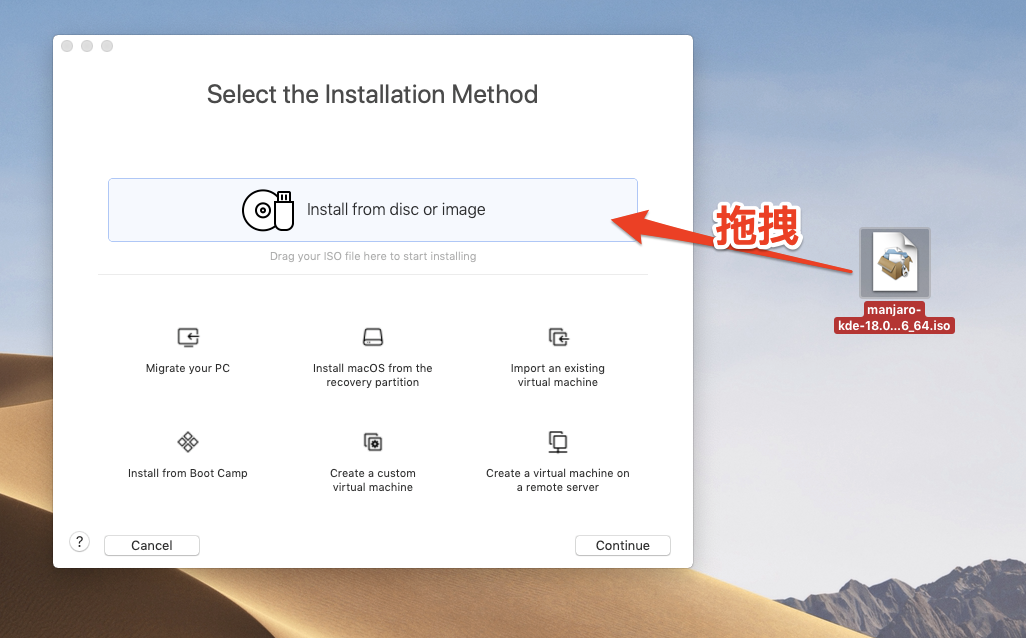 Select the Installation Method
Install from disc or image
Drag your ISO file here to start installing
拖拽
manjaro-
kde-18.0...6_64.iso
Migrate your PC
Install macOS from the
recovery partition
Import an existing
virtual machine
Install from Boot Camp
Create a custom
virtual machine
Create a virtual machine on
a remote server
?
Cancel
Continue